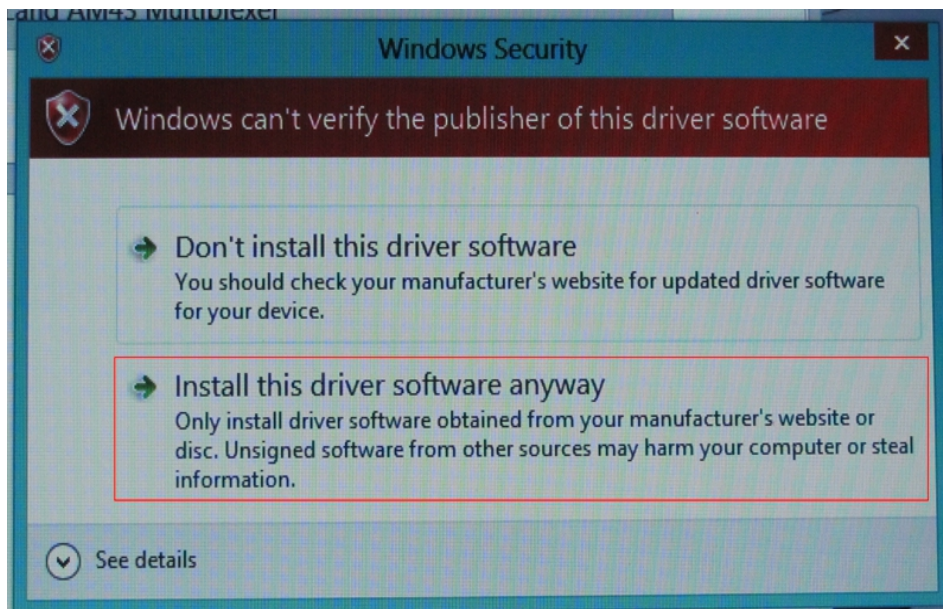 and AM43 Multiplexer
Windows Security
Windows can't verify the publisher of this driver software
Don't install this driver software
You should check your manufacturer's website for updated driver software
for your device.
Install this driver software anyway
Only install driver software obtained from your manufacturer's website or
disc. Unsigned software from other sources may harm your computer or steal
information.
See details